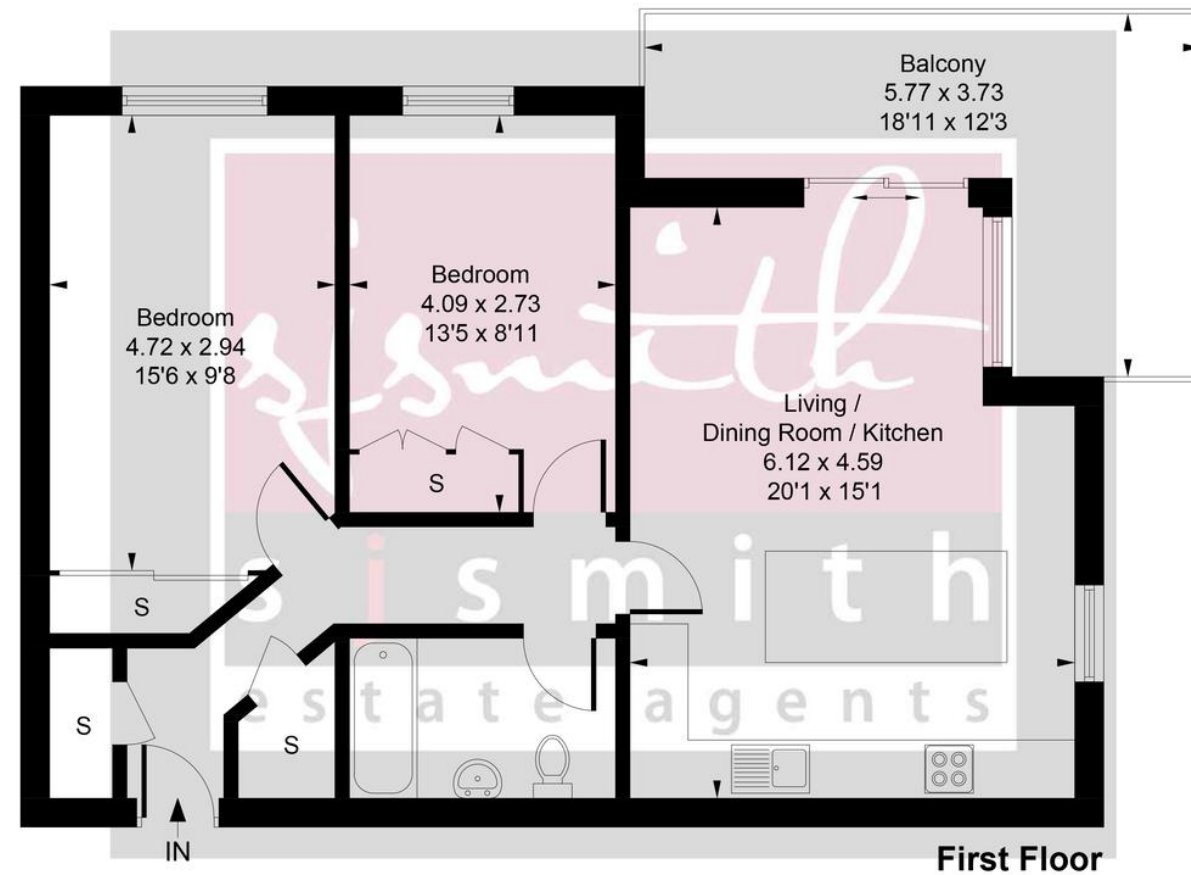 Balcony
5.77 x 3.73
18'11 x 12'3
Bedroom
4.09 x 2.73
13'5 x 8'11
Bedroom
4.72 x 2.94
15'6 x 9'8
Living /
Dining Room / Kitchen
6.12 x 4.59
20'1 x 15'1
S
S
S
S
IN
First Floor
sjsmith
sjsmith
estate agents